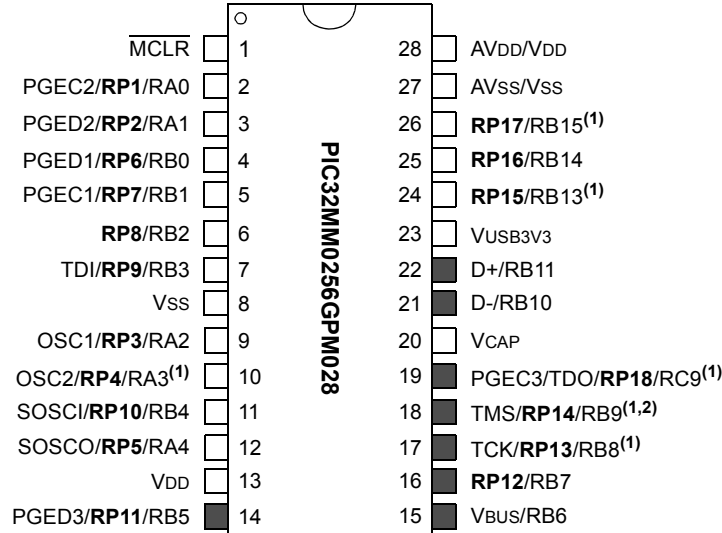 MCLR 1 28 AVDD/VDD
PGEC2/RP1/RA0 2 27 AVSS/VSS
PGED2/RP2/RA1 3 26 RP17/RB15(1)
PGED1/RP6/RB0 4 25 RP16/RB14
PGEC1/RP7/RB1 5 24 RP15/RB13(1)
RP8/RB2 6 23 VUSB3V3
TDI/RP9/RB3 7 22 D+/RB11
VSS 8 21 D-/RB10
OSC1/RP3/RA2 9 20 VCAP
OSC2/RP4/RA3(1) 10 19 PGEC3/TDO/RP18/RC9(1)
SOSCI/RP10/RB4 11 18 TMS/RP14/RB9(1,2)
SOSCO/RP5/RA4 12 17 TCK/RP13/RB8(1)
VDD 13 16 RP12/RB7
PGED3/RP11/RB5 14 15 VBUS/RB6
PIC32MM0256GPM028